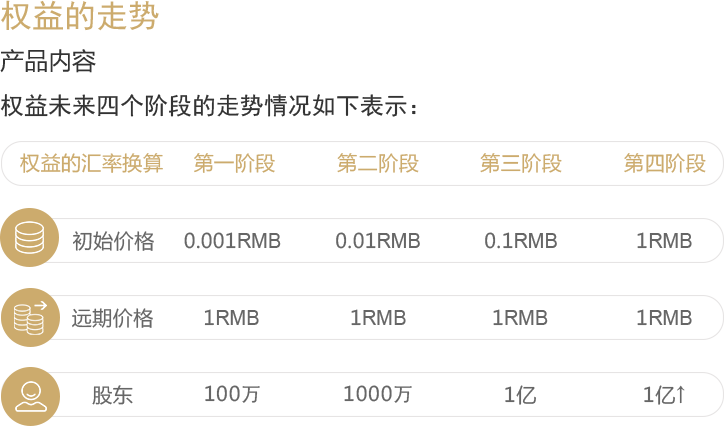 权益的走势
产品内容
权益未来四个阶段的走势情况如下表示：
权益的汇率换算 第一阶段 第二阶段 第三阶段 第四阶段
初始价格 0.001RMB 0.01RMB 0.1RMB 1RMB
远期价格 1RMB 1RMB 1RMB 1RMB
股东 100万 1000万 1亿 1亿↑